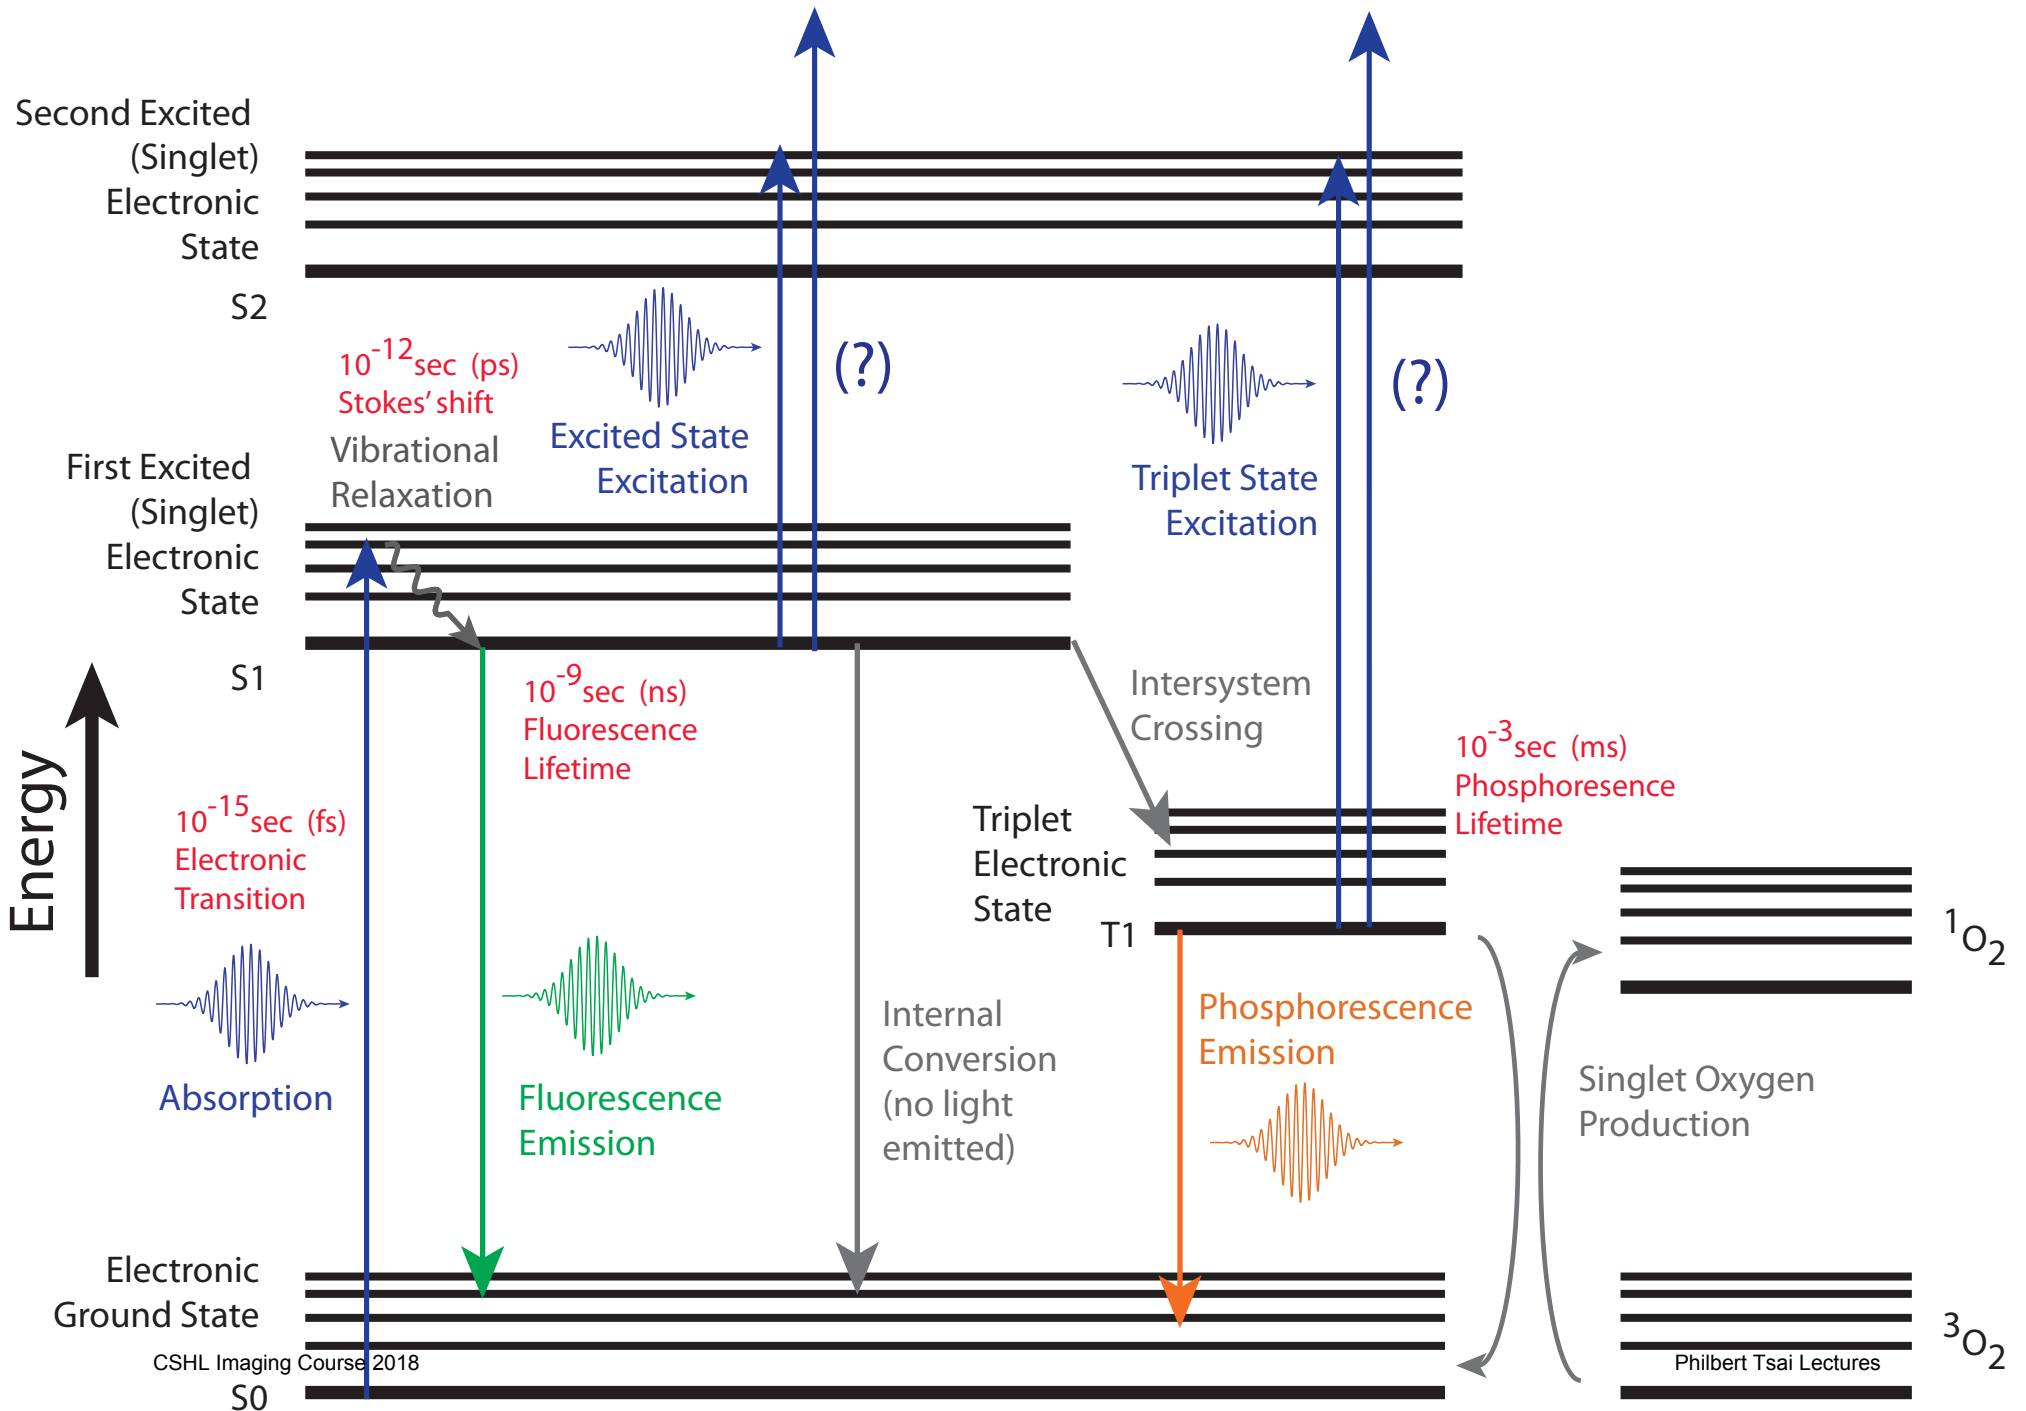 Second Excited
(Singlet)
Electronic
State
S2
10⁻¹²sec (ps)
Stokes' shift
Vibrational
Relaxation
Excited State
Excitation
(?)
Triplet State
Excitation
(?)
First Excited
(Singlet)
Electronic
State
S1
Energy
10⁻¹⁵sec (fs)
Electronic
Transition
Absorption
10⁻⁹sec (ns)
Fluorescence
Lifetime
Fluorescence
Emission
Internal
Conversion
(no light
emitted)
Intersystem
Crossing
Triplet
Electronic
State
T1
10⁻³sec (ms)
Phosphoresence
Lifetime
Phosphorescence
Emission
Singlet Oxygen
Production
¹O₂
³O₂
Electronic
Ground State
S0
CSHL Imaging Course 2018
Philbert Tsai Lectures